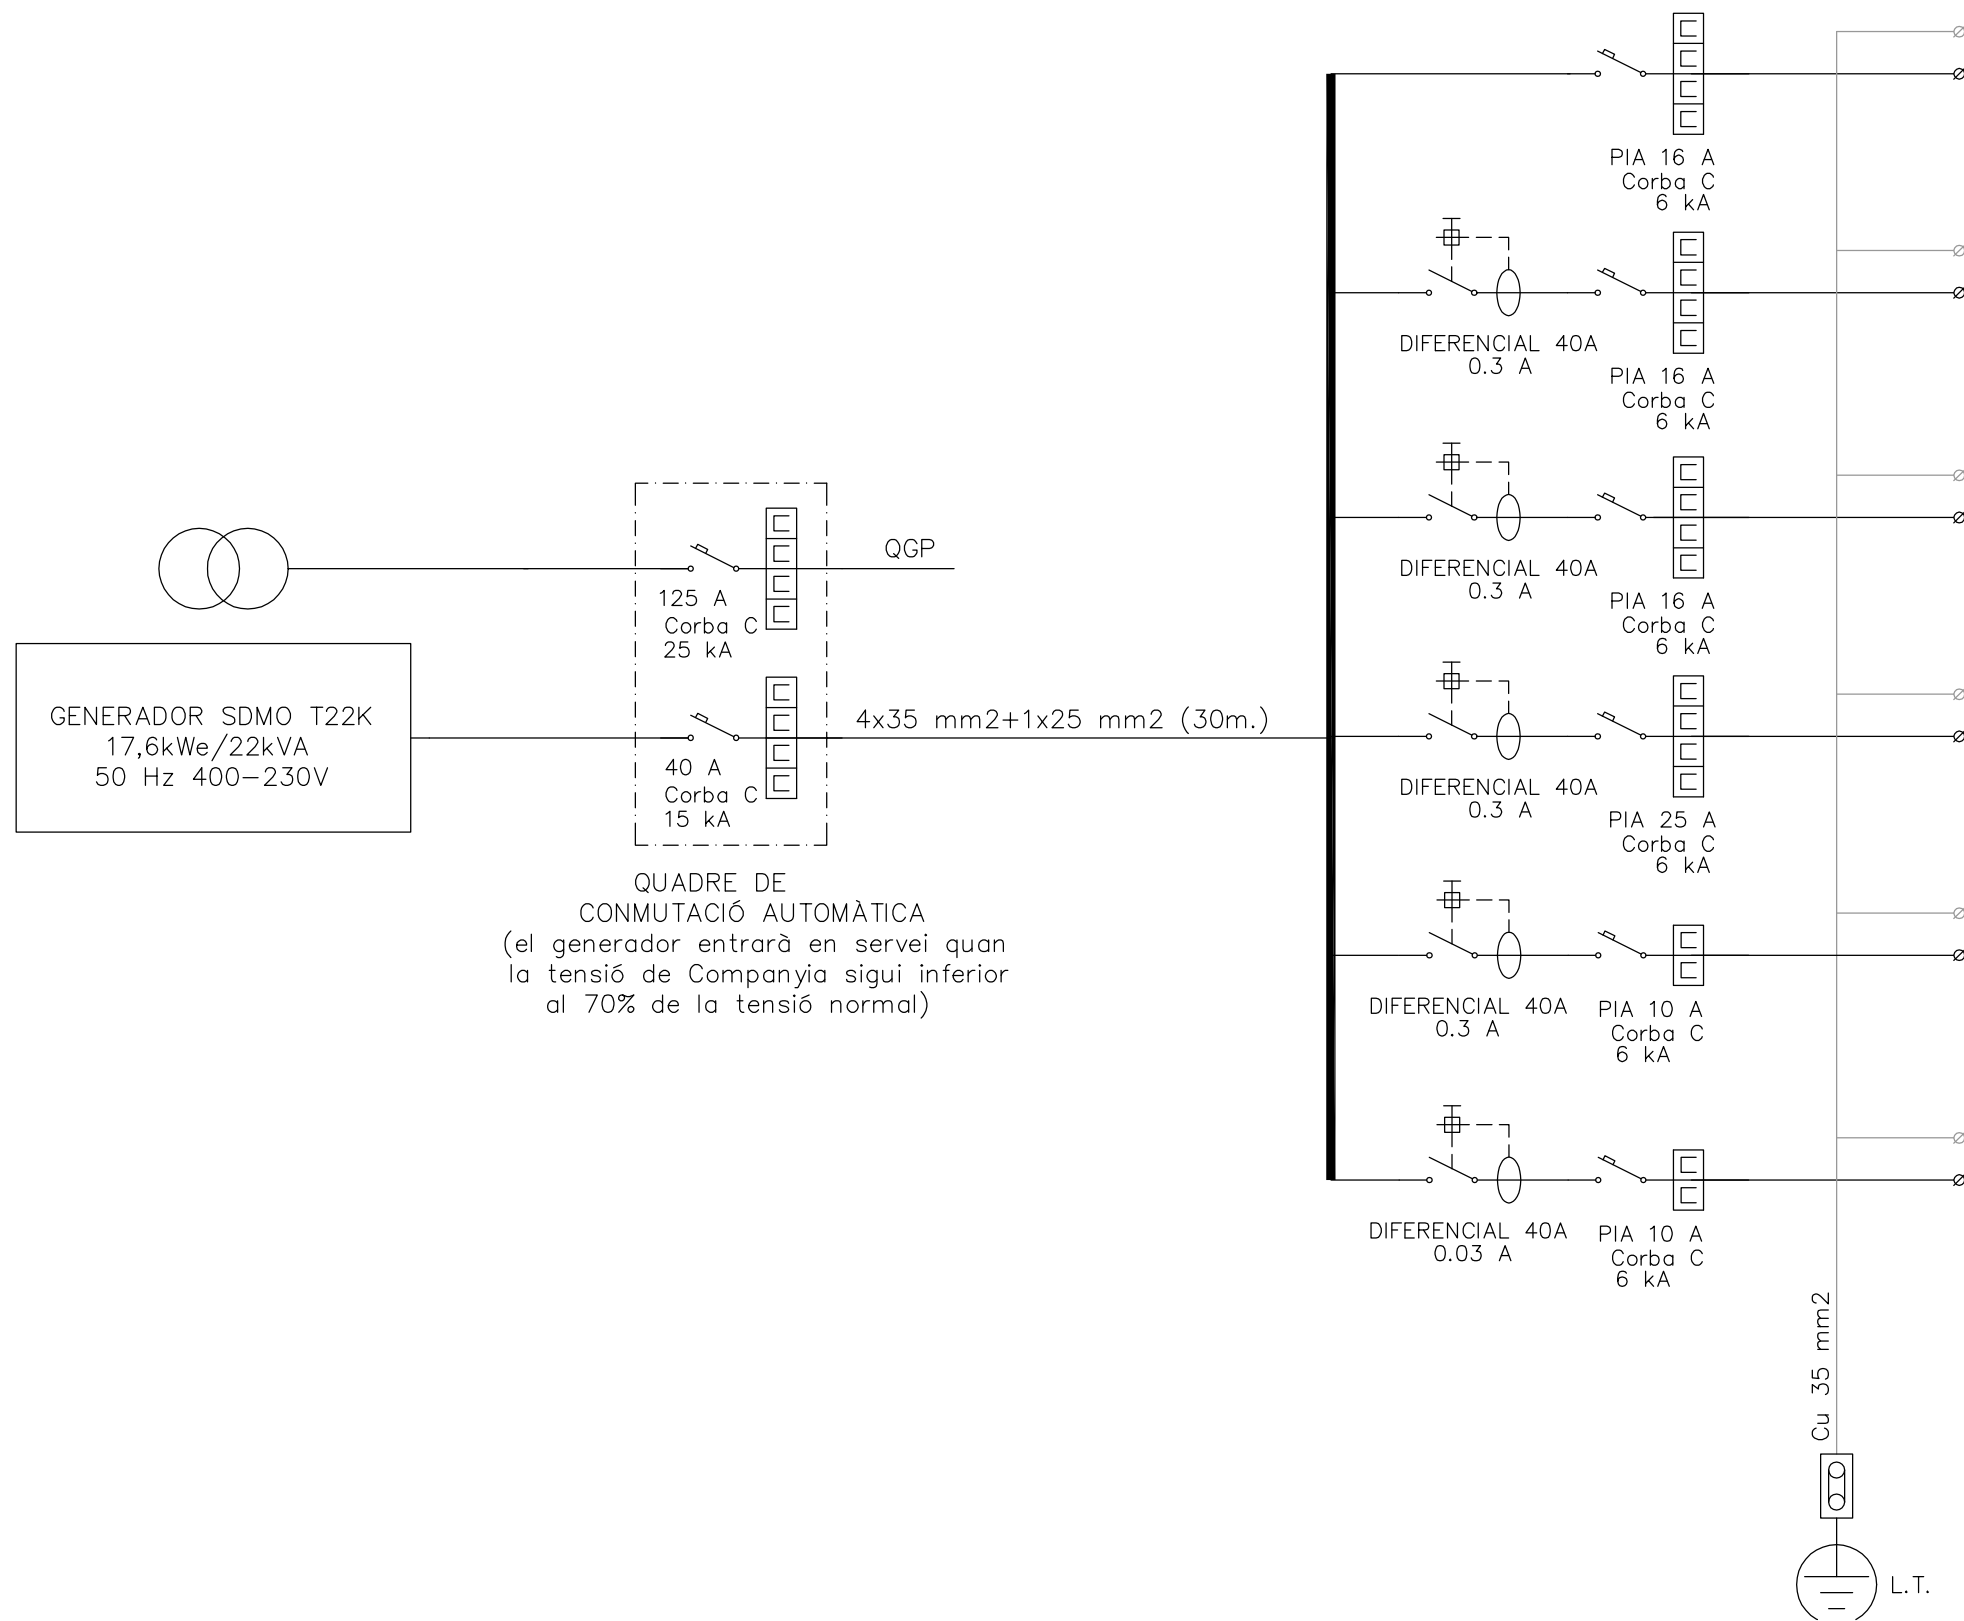 PIA 16 A
Corba C
6 kA
DIFERENCIAL 40A
0.3 A
PIA 16 A
Corba C
6 kA
DIFERENCIAL 40A
0.3 A
PIA 16 A
Corba C
6 kA
QGP
125 A
Corba C
25 kA
GENERADOR SDMO T22K
17,6kWe/22kVA
50 Hz 400-230V
40 A
Corba C
15 kA
4x35 mm2+1x25 mm2 (30m.)
DIFERENCIAL 40A
0.3 A
PIA 25 A
Corba C
6 kA
QUADRE DE
CONMUTACIÓ AUTOMÀTICA
(el generador entrarà en servei quan
la tensió de Companyia sigui inferior
al 70% de la tensió normal)
DIFERENCIAL 40A
0.3 A
PIA 10 A
Corba C
6 kA
DIFERENCIAL 40A
0.03 A
PIA 10 A
Corba C
6 kA
Cu 35 mm2
L.T.